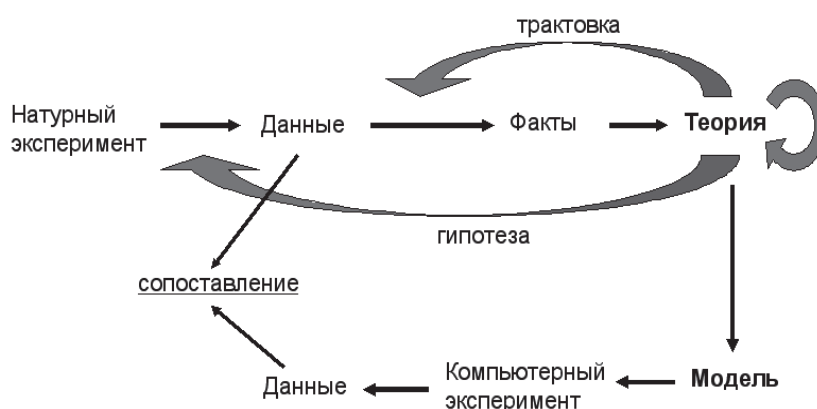 трактовка
Натурный
эксперимент
Данные
Факты
Теория
гипотеза
сопоставление
Данные
Компьютерный
эксперимент
Модель